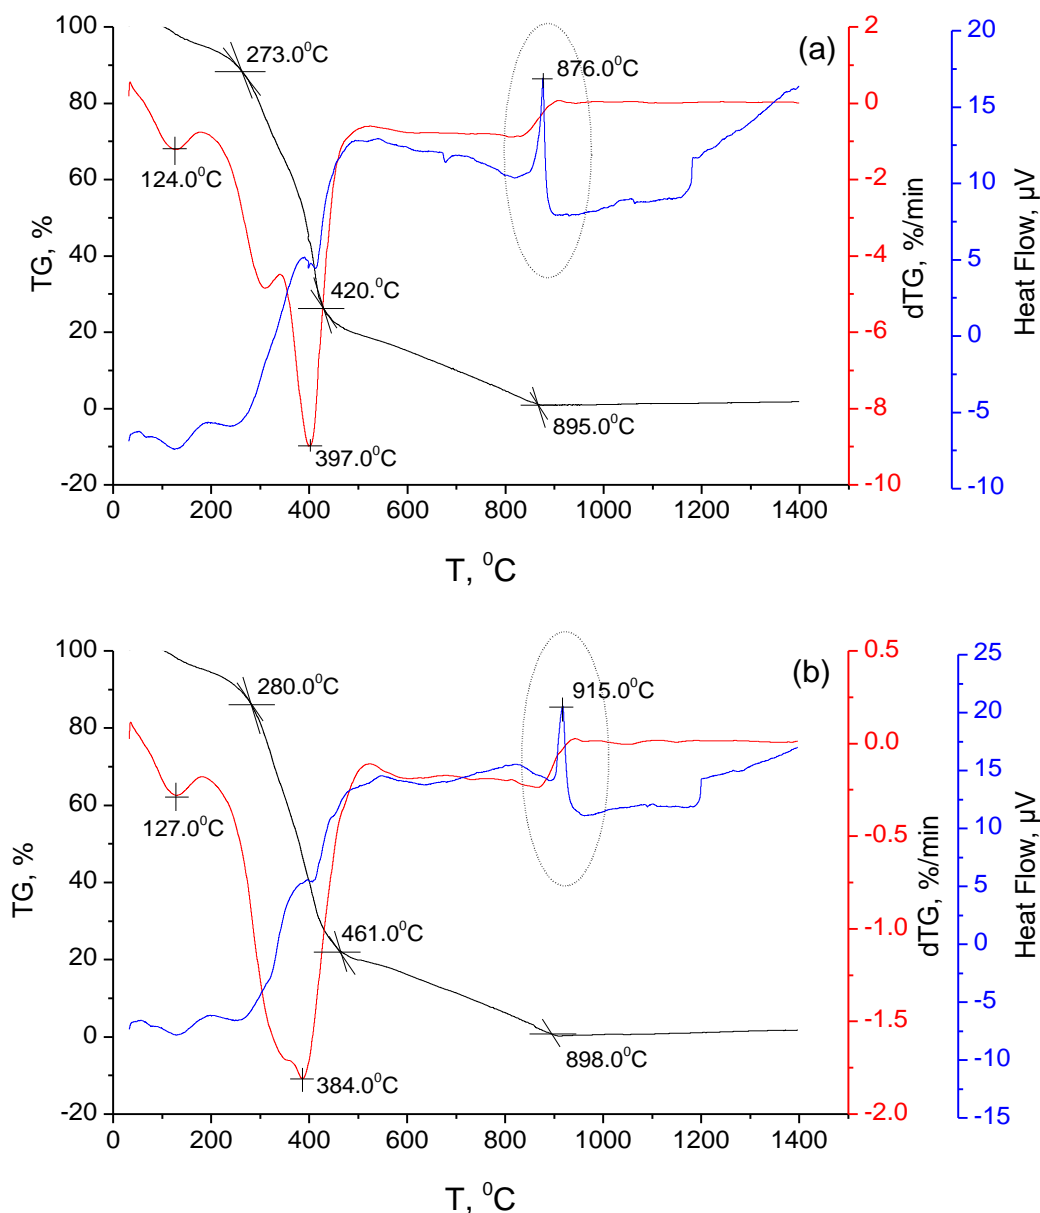 (a)
273.0⁰C
876.0⁰C
124.0⁰C
420.⁰C
895.0⁰C
397.0⁰C
100
80
60
40
20
0
-20
TG, %
0 200 400 600 800 1000 1200 1400
T, ⁰C
2
0
-2
-4
-6
-8
-10
dTG, %/min
20
15
10
5
0
-5
-10
Heat Flow, µV
(b)
280.0⁰C
915.0⁰C
127.0⁰C
461.0⁰C
898.0⁰C
384.0⁰C
100
80
60
40
20
0
-20
TG, %
0 200 400 600 800 1000 1200 1400
T, ⁰C
0.5
0.0
-0.5
-1.0
-1.5
-2.0
dTG, %/min
25
20
15
10
5
0
-5
-10
-15
Heat Flow, µV